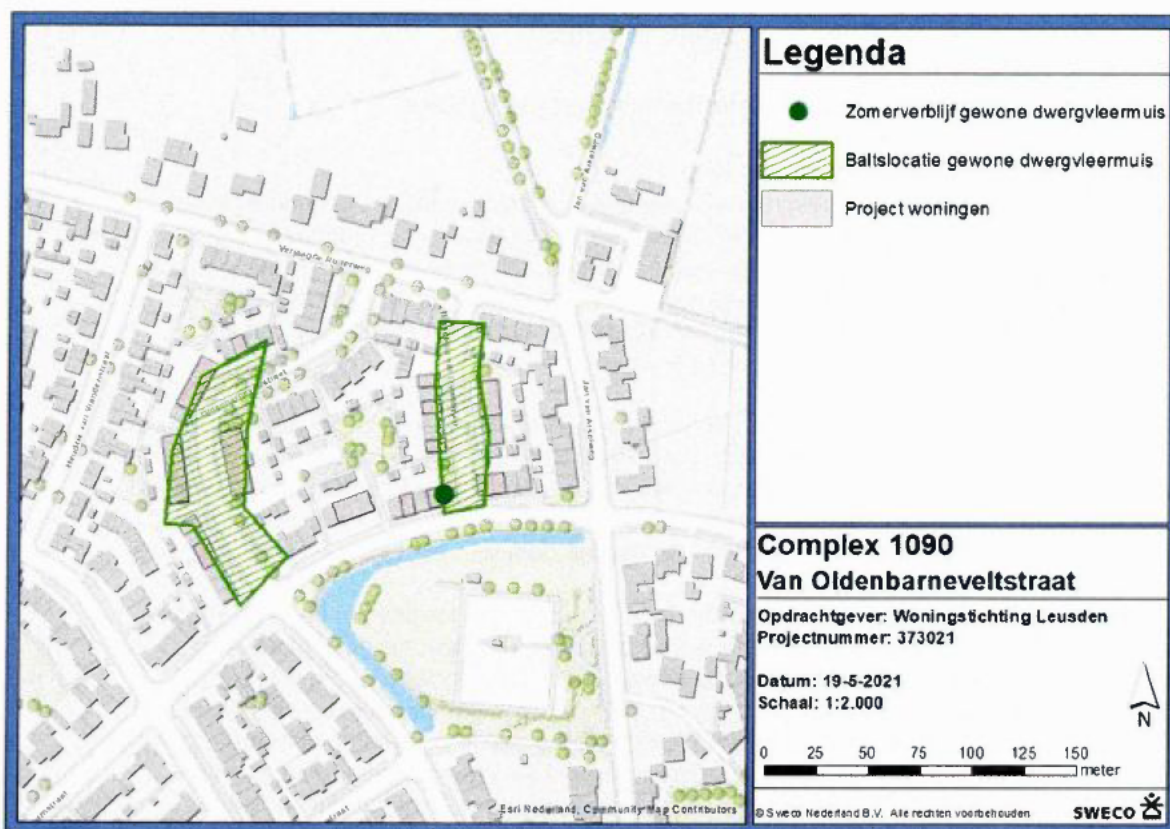 Legenda
Zomerverblijf gewone dwergvleermuis
Baltslocatie gewone dwergvleermuis
Project woningen
Complex 1090
Van Oldenbarneveltstraat
Opdrachtgever: Woningstichting Leusden
Projectnummer: 373021
Datum: 19-5-2021
Schaal: 1:2.000
N
0 25 50 75 100 125 150
meter
Esri Nederland, Community Map Contributors
© Sweco Nederland B.V. Alle rechten voorbehouden
SWECO